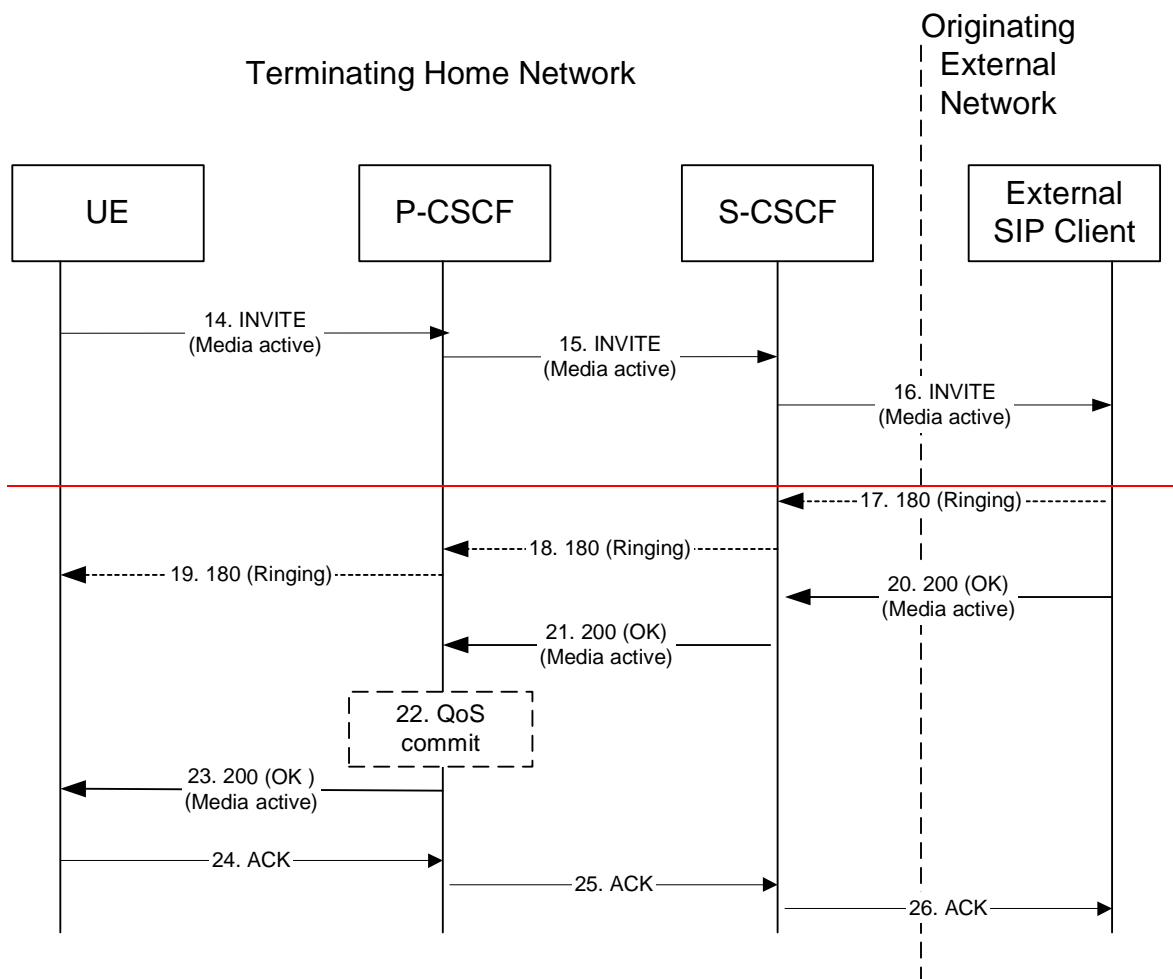 Originating
External
Network
Terminating Home Network
UE
P-CSCF
S-CSCF
External
SIP Client
14. INVITE
(Media active)
15. INVITE
(Media active)
16. INVITE
(Media active)
17. 180 (Ringing)
18. 180 (Ringing)
19. 180 (Ringing)
20. 200 (OK)
(Media active)
21. 200 (OK)
(Media active)
22. QoS
commit
23. 200 (OK )
(Media active)
24. ACK
25. ACK
26. ACK